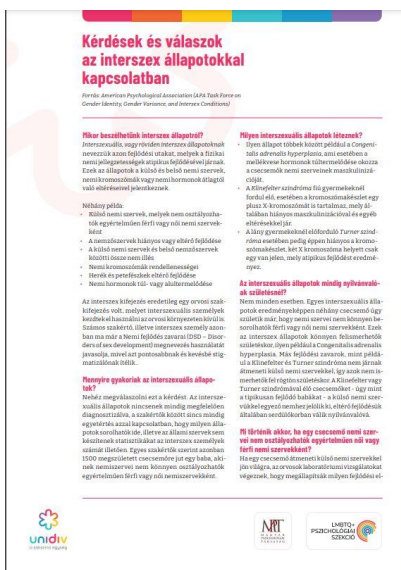 Kérdések és válaszok
az interszex állapotokkal
kapcsolatban
Forrás: American Psychological Association (APA Task Force on
Gender Identity, Gender Variance, and Intersex Conditions)
Mikor beszélhetünk interszex állapotról?
Interszexuális, vagy röviden interszex állapotoknak
nevezzük azon fejlődési utakat, melyek a fizikai
nemi jellegzetességek atipikus fejlődésével járnak.
Ezek az állapotok a külső és belső nemi szervek,
nemi kromoszómák vagy nemi hormonok átlagtól
való eltéréseivel jelentkeznek.
Néhány példa:
• Külső nemi szervek, melyek nem osztályozha-
tók egyértelműen férfi vagy női nemi szervek-
ként
• A nemzőszervek hiányos vagy eltérő fejlődése
• A külső nemi szervek és belső nemzőszervek
közötti össze nem illés
• Nemi kromoszómák rendellenességei
• Herék és petefészkek eltérő fejlődése
• Nemi hormonok túl- vagy alultermelődése
Az interszex kifejezés eredetileg egy orvosi szak-
kifejezés volt, melyet interszexuális személyek
kezdtek el használni az orvosi környezeten kívül is.
Számos szakértő, illetve interszex személy azon-
ban ma már a Nemi fejlődés zavarai (DSD – Disor-
ders of sex development) megnevezés használatát
javasolja, mivel azt pontosabbnak és kevésbé stig-
matizálónak ítélik.
Mennyire gyakoriak az interszexuális állapo-
tok?
Nehéz megválaszolni ezt a kérdést. Az interszex-
uális állapotok nincsenek mindig megfelelően
diagnosztizálva, a szakértők között sincs mindig
egyetértés azzal kapcsolatban, hogy milyen álla-
potok sorolhatók ide, illetve az állami szervek sem
készítenek statisztikákat az interszex személyek
számát illetően. Egyes szakértők szerint azonban
1500 megszületett csecsemőre jut egy baba, aki-
nek nemiszervei nem könnyen osztályozhatók
egyértelműen férfi vagy női nemiszervekként.
Milyen interszexuális állapotok léteznek?
• Ilyen állapot többek között például a Congeni-
talis adrenalis hyperplasia, ami esetében a
mellékvese hormonok túltermelődése okozza
a csecsemők nemi szerveinek maszkulinizá-
cióját.
• A Klinefelter szindróma fiú gyermekeknél
fordul elő, esetében a kromoszómakészlet egy
plusz X-kromoszómát is tartalmaz, mely ál-
talában hiányos maszkulinizációval és egyéb
eltérésekkel jár.
• A lány gyermekeknél előforduló Turner szind-
róma esetében pedig éppen hiányos a kromo-
szómakészlet, két X kromoszóma helyett csak
egy van jelen, mely atipikus fejlődést eredmé-
nyez.
Az interszexuális állapotok mindig nyilvánvaló-
ak születésnél?
Nem minden esetben. Egyes interszexuális álla-
potok eredményeképpen néhány csecsemő úgy
születik már, hogy nemi szervei nem könnyen be-
sorolhatók férfi vagy női nemi szervekként. Ezek
az interszex állapotok könnyen felismerhetők
születéskor, ilyen például a Congenitalis adrenalis
hyperplasia. Más fejlődési zavarok, mint péld-
ul a Klinefelter és Turner szindróma nem járnak
átmeneti külső nemi szervekkel, így azok nem is-
merhetők fel rögtön születéskor. A Klinefelter vagy
Turner szindrómával élő csecsemőket - úgy mint
a tipikusan fejlődő babákat - a külső nemi szer-
vükkel egyező nemhez jelölik ki, eltérő fejlődésük
általában serdülőkorban válik nyilvánvalóvá.
Mi történik akkor, ha egy csecsemő nemi szer-
vei nem osztályozhatók egyértelműen női vagy
férfi nemi szervekként?
Ha egy csecsemő átmeneti külső nemi szervekkel
jön világra, az orvosok laboratóriumi vizsgálatokat
végeznek, hogy megállapítsák milyen fejlődési el-
unidiv
MPT
MAGYAR
PSZICHOLÓGIAI
TÁRSASÁG
LMBTQ+
PSZICHOLÓGIAI
SZEKCIÓ